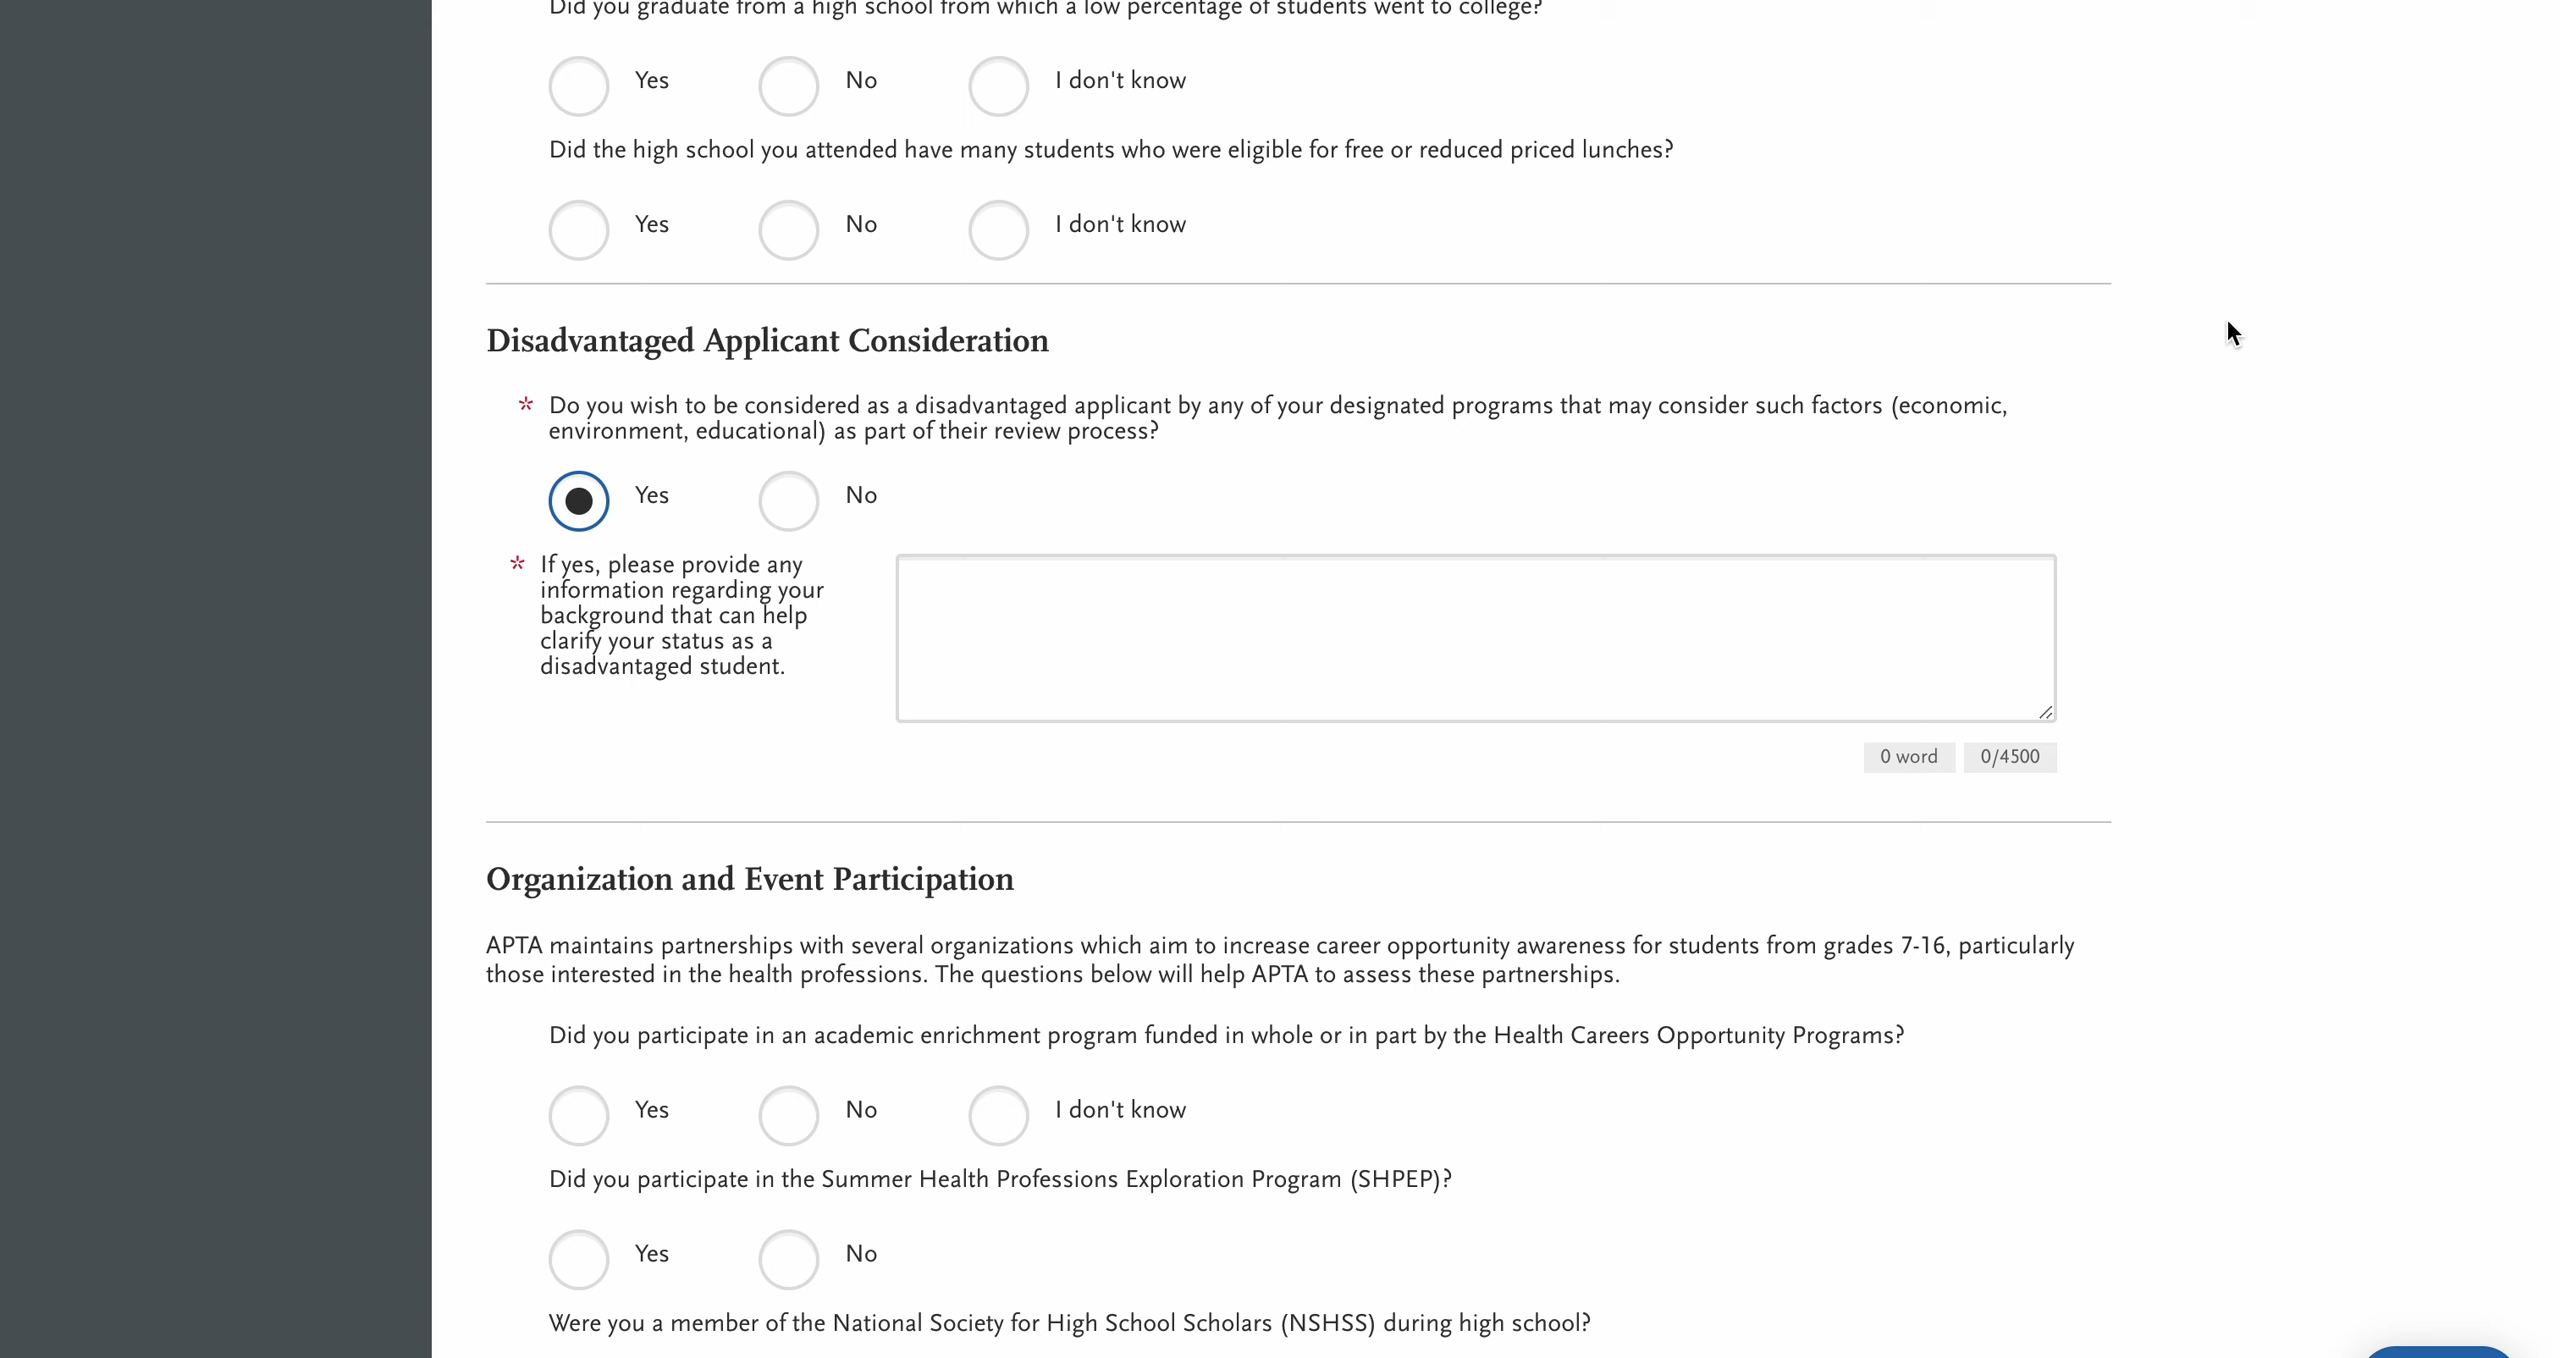 Did you graduate from a high school from which a low percentage of students went to college?
Yes No I don't know
Did the high school you attended have many students who were eligible for free or reduced priced lunches?
Yes No I don't know
Disadvantaged Applicant Consideration
* Do you wish to be considered as a disadvantaged applicant by any of your designated programs that may consider such factors (economic,
environment, educational) as part of their review process?
Yes No
* If yes, please provide any
information regarding your
background that can help
clarify your status as a
disadvantaged student.
0 word 0/4500
Organization and Event Participation
APTA maintains partnerships with several organizations which aim to increase career opportunity awareness for students from grades 7-16, particularly
those interested in the health professions. The questions below will help APTA to assess these partnerships.
Did you participate in an academic enrichment program funded in whole or in part by the Health Careers Opportunity Programs?
Yes No I don't know
Did you participate in the Summer Health Professions Exploration Program (SHPEP)?
Yes No
Were you a member of the National Society for High School Scholars (NSHSS) during high school?